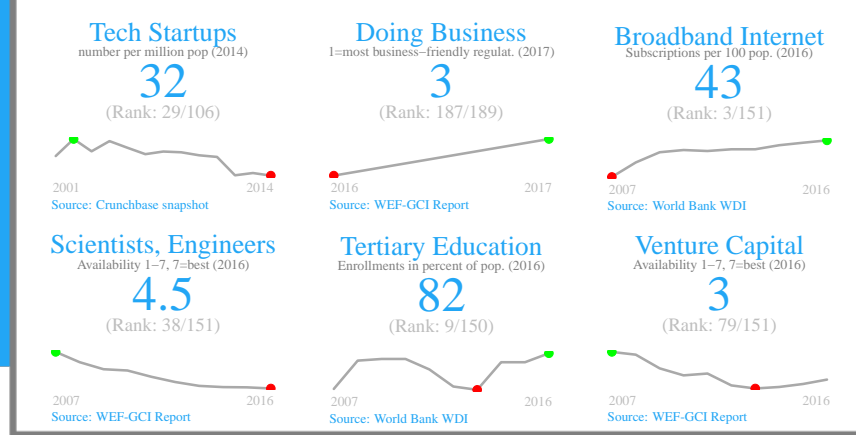 Tech Startups
number per million pop (2014)
32
(Rank: 29/106)
2001 2014
Source: Crunchbase snapshot
Doing Business
1=most business−friendly regulat. (2017)
3
(Rank: 187/189)
2016 2017
Source: WEF-GCI Report
Broadband Internet
Subscriptions per 100 pop. (2016)
43
(Rank: 3/151)
2007 2016
Source: World Bank WDI
Scientists, Engineers
Availability 1−7, 7=best (2016)
4.5
(Rank: 38/151)
2007 2016
Source: WEF-GCI Report
Tertiary Education
Enrollments in percent of pop. (2016)
82
(Rank: 9/150)
2007 2016
Source: World Bank WDI
Venture Capital
Availability 1−7, 7=best (2016)
3
(Rank: 79/151)
2007 2016
Source: WEF-GCI Report